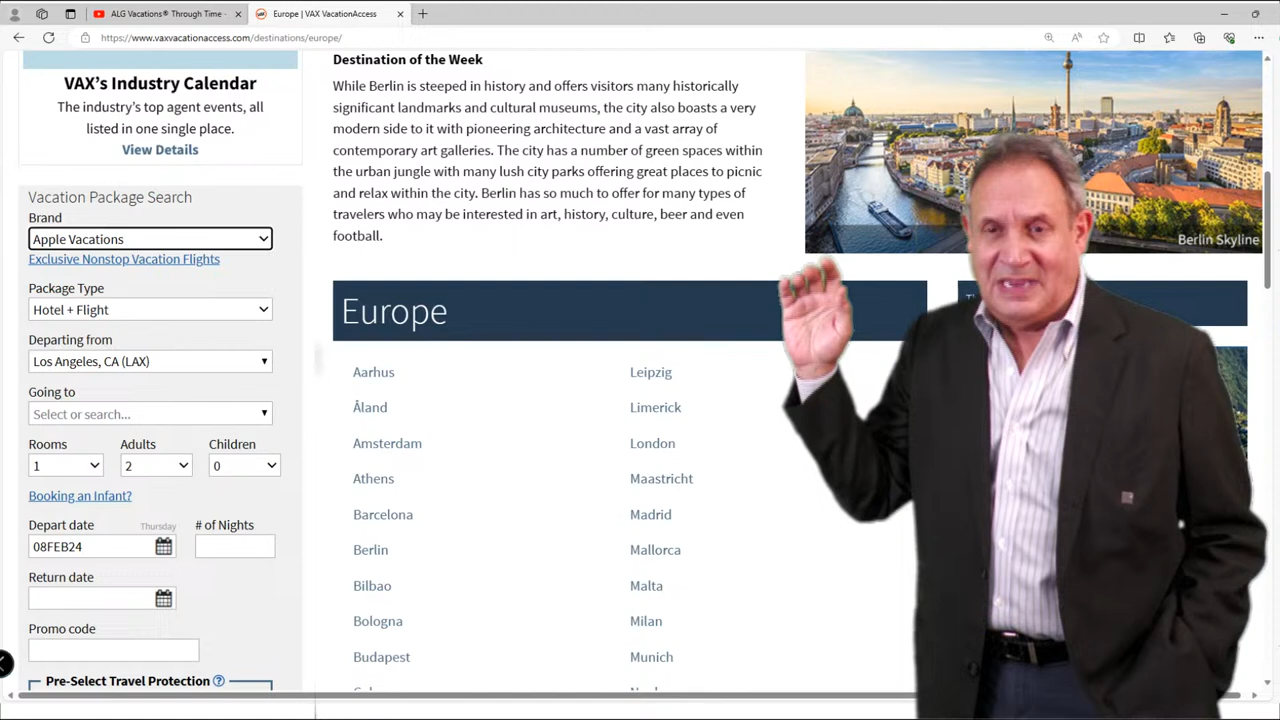 ALG Vacations® Through Time -
Europe | VAX VacationAccess
https://www.vaxvacationaccess.com/destinations/europe/
VAX's Industry Calendar
The industry's top agent events, all
listed in one single place.
View Details
Vacation Package Search
Brand
Apple Vacations
Exclusive Nonstop Vacation Flights
Package Type
Hotel + Flight
Departing from
Los Angeles, CA (LAX)
Going to
Select or search...
Rooms Adults Children
1 2 0
Booking an Infant?
Depart date Thursday # of Nights
08FEB24
Return date
Promo code
Pre-Select Travel Protection ?
Destination of the Week
While Berlin is steeped in history and offers visitors many historically
significant landmarks and cultural museums, the city also boasts a very
modern side to it with pioneering architecture and a vast array of
contemporary art galleries. The city has a number of green spaces within
the urban jungle with many lush city parks offering great places to picnic
and relax within the city. Berlin has so much to offer for many types of
travelers who may be interested in art, history, culture, beer and even
football.
Berlin Skyline
Europe
Aarhus
Åland
Amsterdam
Athens
Barcelona
Berlin
Bilbao
Bologna
Budapest
Leipzig
Limerick
London
Maastricht
Madrid
Mallorca
Malta
Milan
Munich